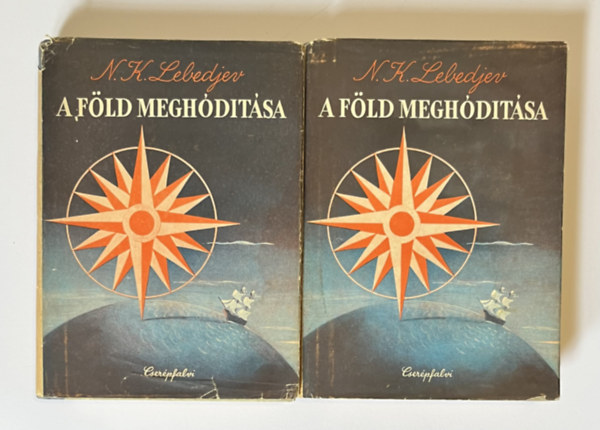 N. K. Lebedjev
A FÖLD MEGHÓDITÁSA
Cserépfalvi
N. K. Lebedjev
A FÖLD MEGHÓDITÁSA
Cserépfalvi